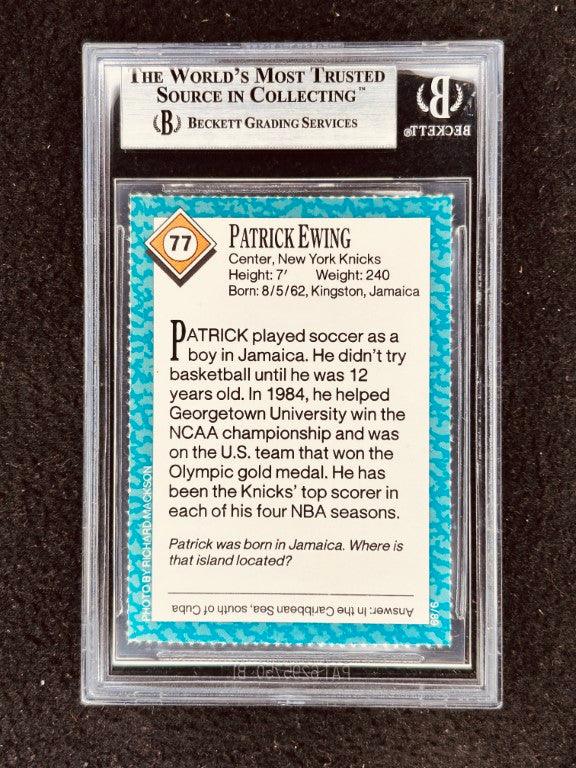 THE WORLD'S MOST TRUSTED
SOURCE IN COLLECTING™
B BECKETT GRADING SERVICES
B
BECKETT®
77
PATRICK EWING
Center, New York Knicks
Height: 7' Weight: 240
Born: 8/5/62, Kingston, Jamaica
PATRICK played soccer as a
boy in Jamaica. He didn't try
basketball until he was 12
years old. In 1984, he helped
Georgetown University win the
NCAA championship and was
on the U.S. team that won the
Olympic gold medal. He has
been the Knicks' top scorer in
each of his four NBA seasons.
Patrick was born in Jamaica. Where is
that island located?
Answer: In the Caribbean Sea, south of Cuba
PHOTO BY RICHARD MACKSON
9/89